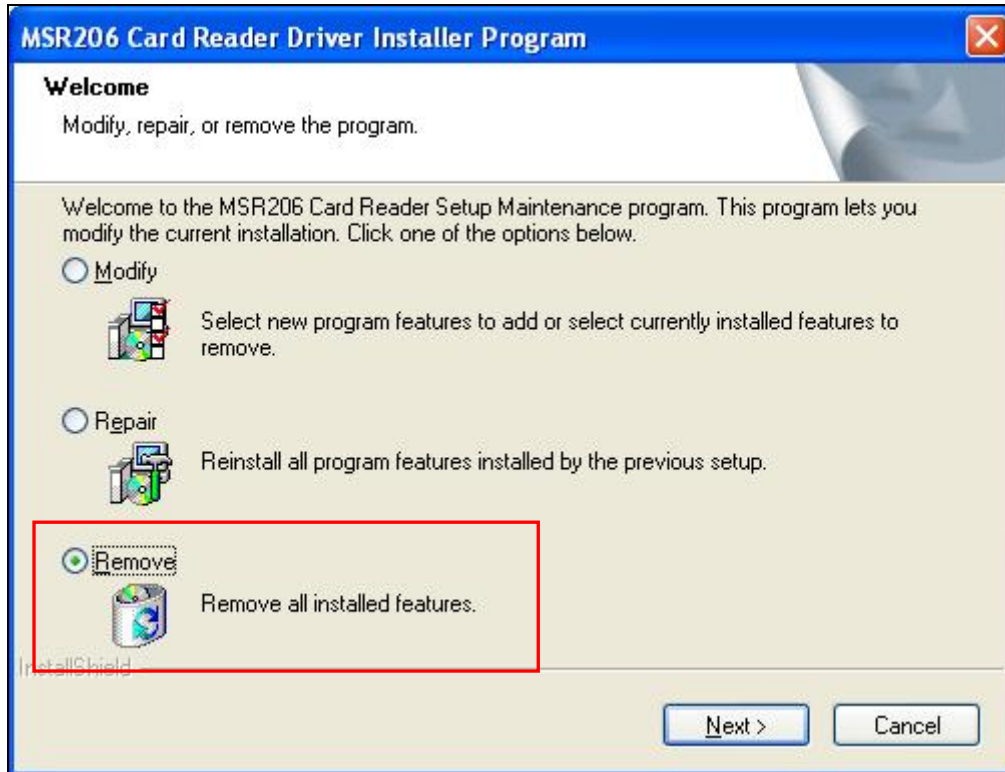 MSR206 Card Reader Driver Installer Program
Welcome
Modify, repair, or remove the program.
Welcome to the MSR206 Card Reader Setup Maintenance program. This program lets you
modify the current installation. Click one of the options below.
Modify
Select new program features to add or select currently installed features to
remove.
Repair
Reinstall all program features installed by the previous setup.
Remove
Remove all installed features.
InstallShield
Next >
Cancel